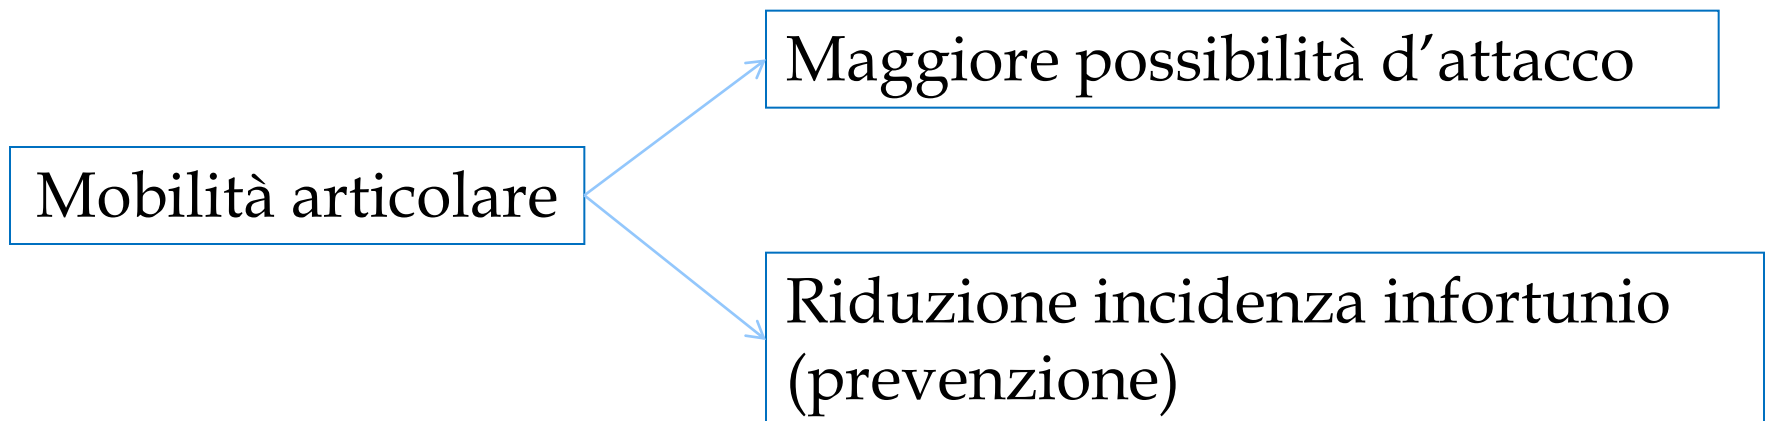 Maggiore possibilità d’attacco
Mobilità articolare
Riduzione incidenza infortunio
(prevenzione)